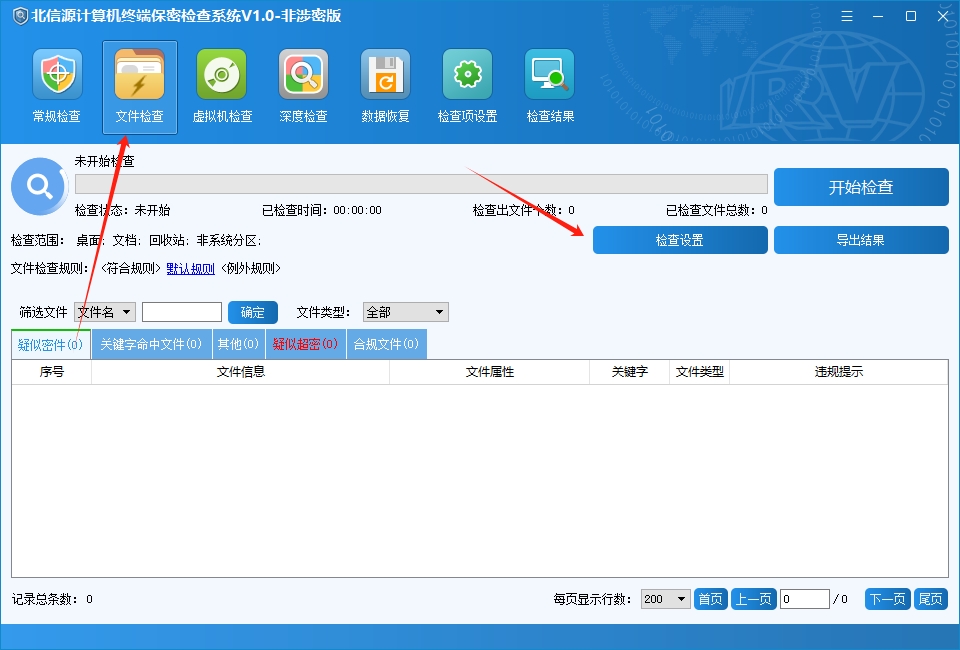 北信源计算机终端保密检查系统V1.0-非涉密版
常规检查 文件检查 虚拟机检查 深度检查 数据恢复 检查项设置 检查结果
未开始检查
开始检查
检查状态: 未开始 已检查时间: 00:00:00 检查出文件个数: 0 已检查文件总数: 0
检查范围: 桌面; 文档; 回收站; 非系统分区;
检查设置 导出结果
文件检查规则: <符合规则> 默认规则 <例外规则>
筛选文件 文件名 确定 文件类型: 全部
疑似密件(0) 关键字命中文件(0) 其他(0) 疑似超密(0) 合规文件(0)
序号 文件信息 文件属性 关键字 文件类型 违规提示
记录总条数: 0 每页显示行数: 200 首页 上一页 0 / 0 下一页 尾页